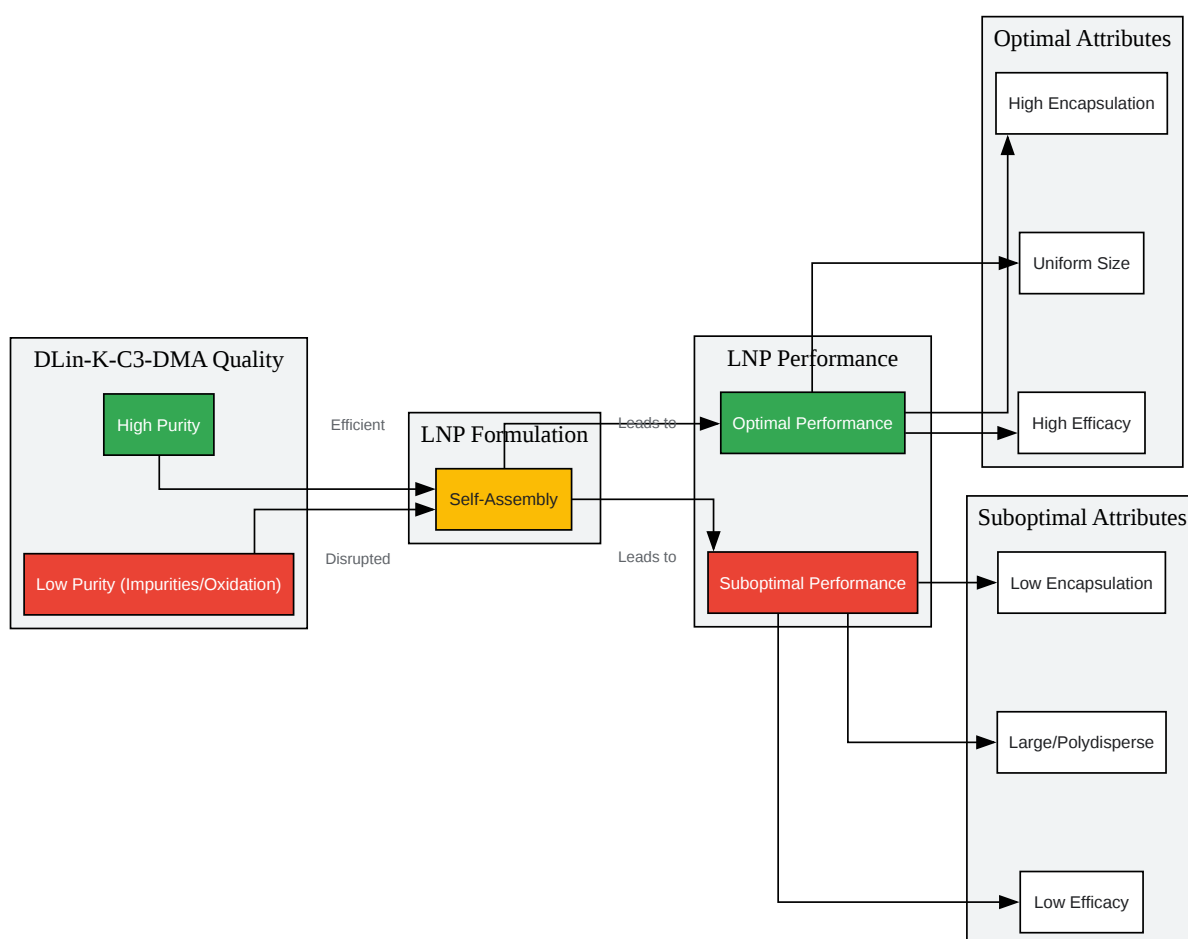 Optimal Attributes
High Encapsulation
Uniform Size
High Efficacy
DLin-K-C3-DMA Quality
High Purity
Low Purity (Impurities/Oxidation)
Efficient
Disrupted
LNP Formulation
Self-Assembly
Leads to
Leads to
LNP Performance
Optimal Performance
Suboptimal Performance
Suboptimal Attributes
Low Encapsulation
Large/Polydisperse
Low Efficacy